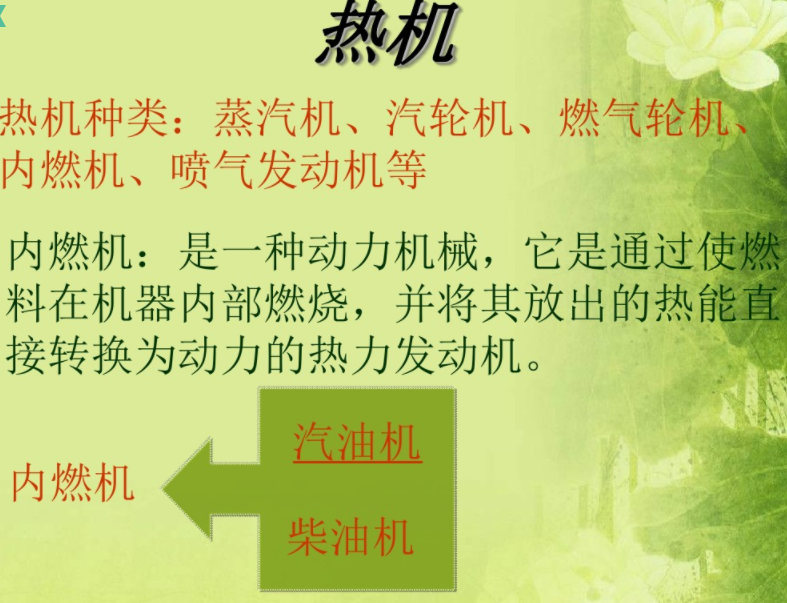 热机
热机种类：蒸汽机、汽轮机、燃气轮机、
内燃机、喷气发动机等
内燃机：是一种动力机械，它是通过使燃
料在机器内部燃烧，并将其放出的热能直
接转换为动力的热力发动机。
汽油机
内燃机
柴油机